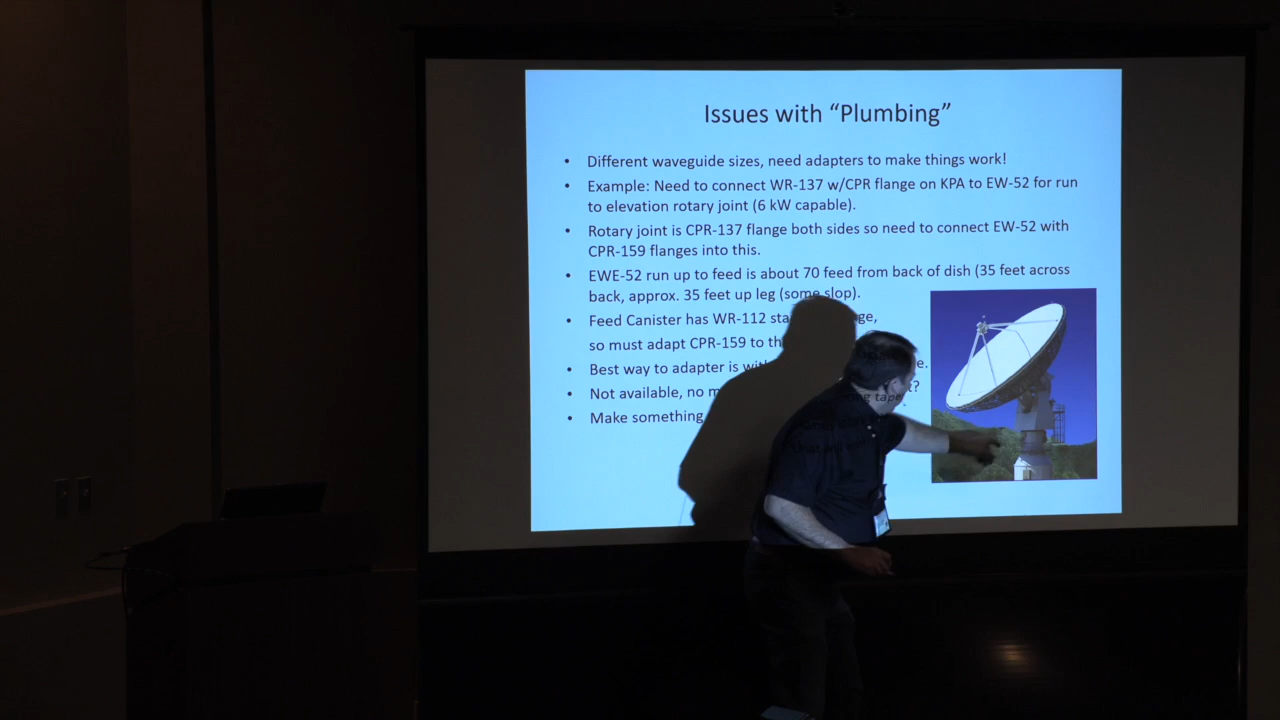 Issues with “Plumbing”
• Different waveguide sizes, need adapters to make things work!
• Example: Need to connect WR-137 w/CPR flange on KPA to EW-52 for run
to elevation rotary joint (6 kW capable).
• Rotary joint is CPR-137 flange both sides so need to connect EW-52 with
CPR-159 flanges into this.
• EWE-52 run up to feed is about 70 feed from back of dish (35 feet across
back, approx. 35 feet up leg (some slop).
• Feed Canister has WR-112
so must adapt CPR-159 to
• Best way to adapter is
• Not available, no
• Make something
tape